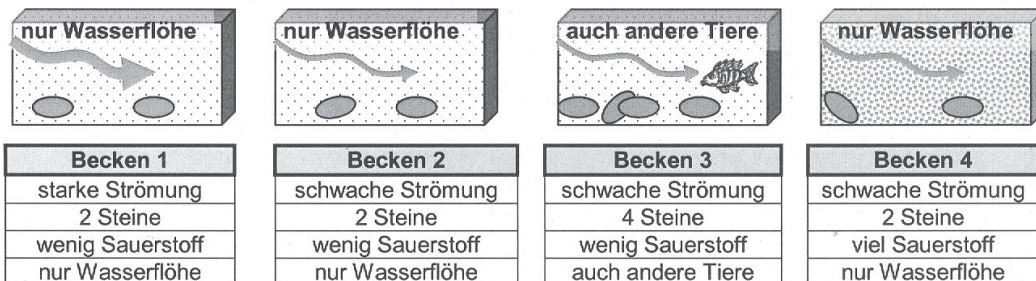 nur Wasserflöhe
nur Wasserflöhe
auch andere Tiere
nur Wasserflöhe
Becken 1
starke Strömung
2 Steine
wenig Sauerstoff
nur Wasserflöhe
Becken 2
schwache Strömung
2 Steine
wenig Sauerstoff
nur Wasserflöhe
Becken 3
schwache Strömung
4 Steine
wenig Sauerstoff
auch andere Tiere
Becken 4
schwache Strömung
2 Steine
viel Sauerstoff
nur Wasserflöhe